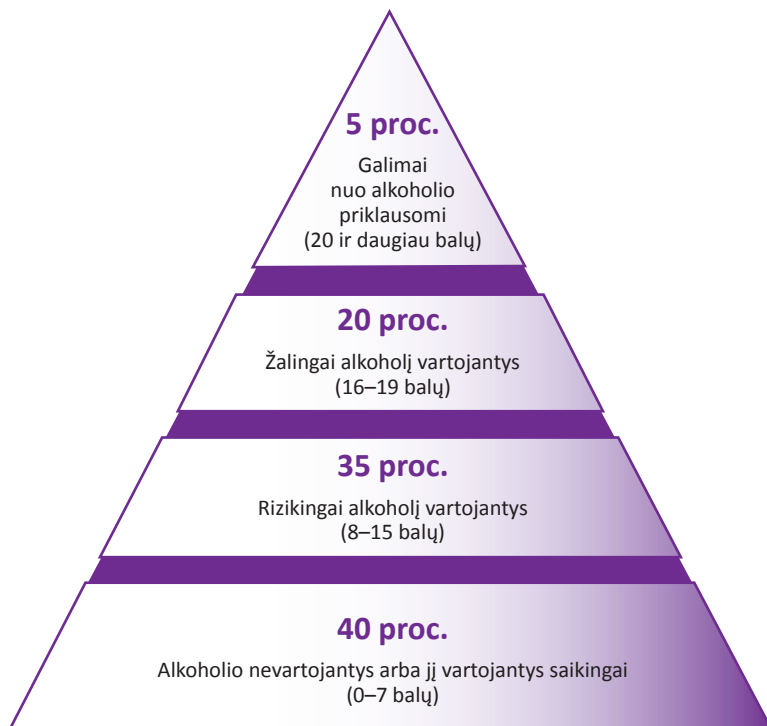 5 proc.
Galimai
nuo alkoholio
priklausomi
(20 ir daugiau balų)
20 proc.
Žalingai alkoholį vartojantys
(16–19 balų)
35 proc.
Rizikingai alkoholį vartojantys
(8–15 balų)
40 proc.
Alkoholio nevartojantys arba jį vartojantys saikingai
(0–7 balų)